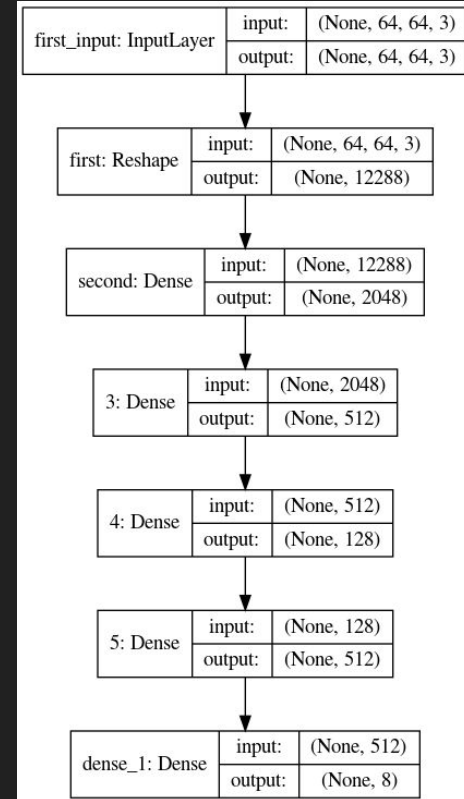 first_input: InputLayer
input: (None, 64, 64, 3)
output: (None, 64, 64, 3)
first: Reshape
input: (None, 64, 64, 3)
output: (None, 12288)
second: Dense
input: (None, 12288)
output: (None, 2048)
3: Dense
input: (None, 2048)
output: (None, 512)
4: Dense
input: (None, 512)
output: (None, 128)
5: Dense
input: (None, 128)
output: (None, 512)
dense_1: Dense
input: (None, 512)
output: (None, 8)